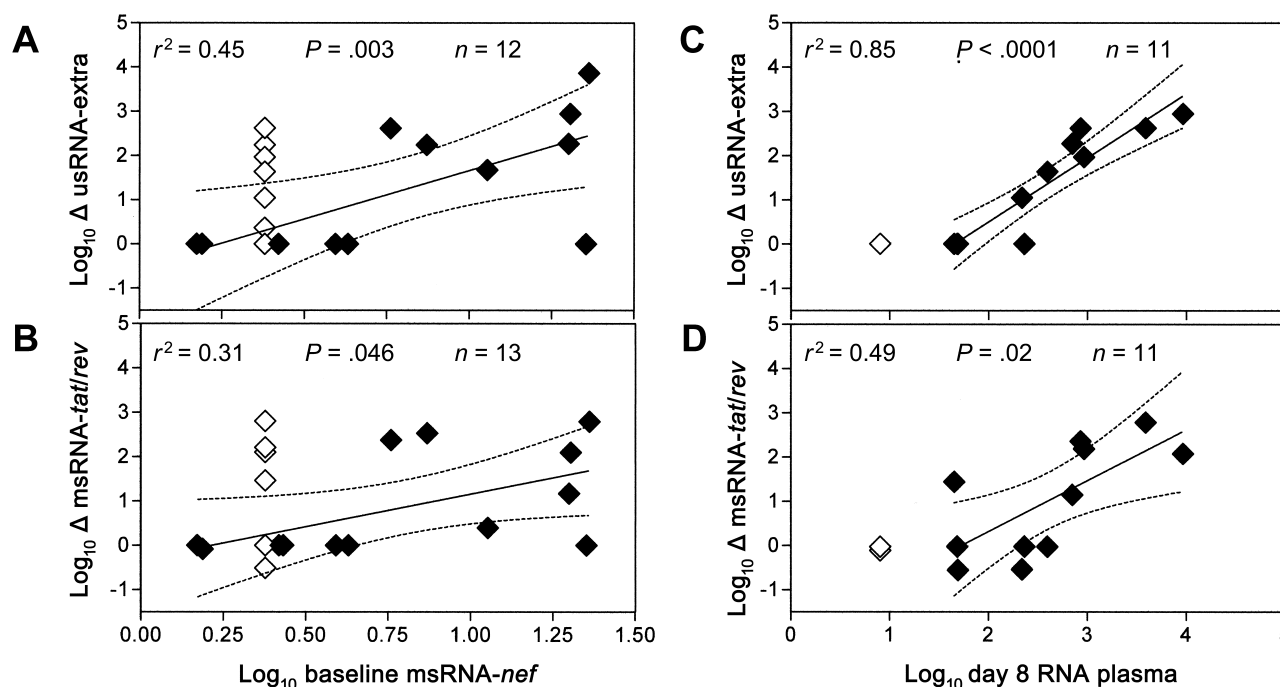 A
Log10 Δ usRNA-extra
5
4
3
2
1
0
-1
r2 = 0.45 P = .003 n = 12
C
Log10 Δ usRNA-extra
5
4
3
2
1
0
-1
r2 = 0.85 P < .0001 n = 11
B
Log10 Δ msRNA-tat/rev
5
4
3
2
1
0
-1
r2 = 0.31 P = .046 n = 13
0.00 0.25 0.50 0.75 1.00 1.25 1.50
Log10 baseline msRNA-nef
D
Log10 Δ msRNA-tat/rev
5
4
3
2
1
0
-1
r2 = 0.49 P = .02 n = 11
0 1 2 3 4
Log10 day 8 RNA plasma